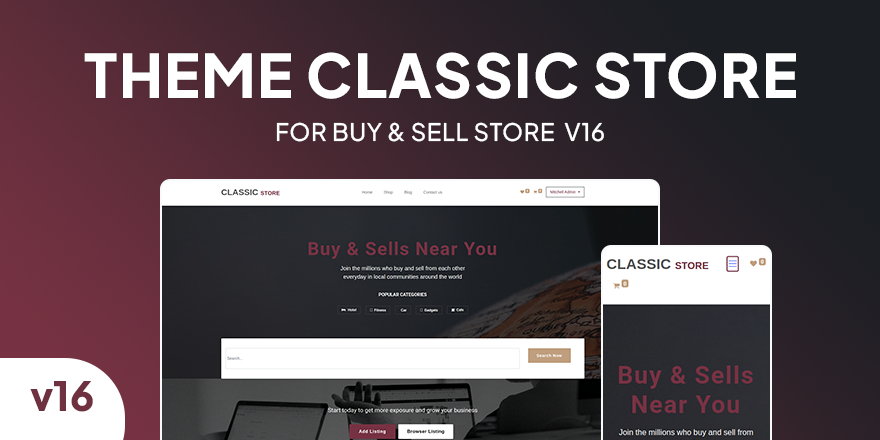 THEME CLASSIC STORE
FOR BUY & SELL STORE V16
CLASSIC STORE
Home Shop Blog Contact us
0 0 Mitchell Admin
Buy & Sells Near You
Join the millions who buy and sell from each other
everyday in local communities around the world
POPULAR CATEGORIES
Hotel Fitness Car Gadgets Cafe
Search...
Search Now
Start today to get more exposure and grow your business
Add Listing Browser Listing
CLASSIC STORE
0
0
Buy & Sells
Near You
Join the millions who buy and sell from
v16